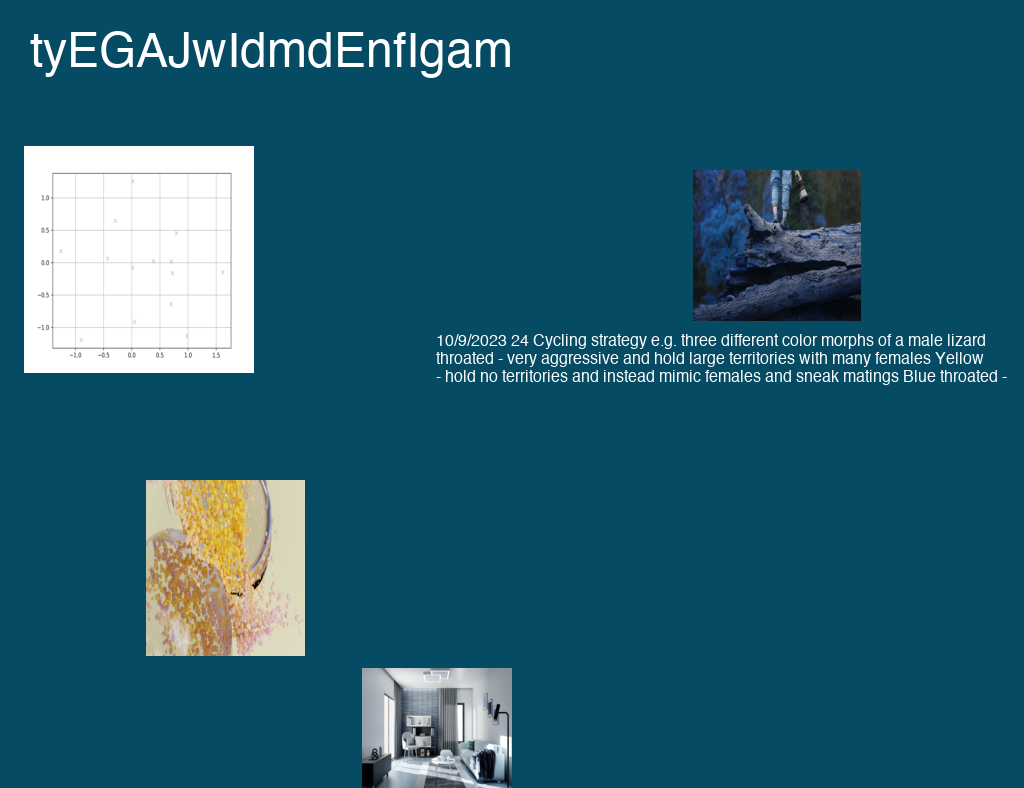 tyEGAJwIdmdEnfIgam
1.0
0.5
0.0
−0.5
−1.0
−1.0 −0.5 0.0 0.5 1.0 1.5
10/9/2023 24 Cycling strategy e.g. three different color morphs of a male lizard
throated - very aggressive and hold large territories with many females Yellow
- hold no territories and instead mimic females and sneak matings Blue throated -